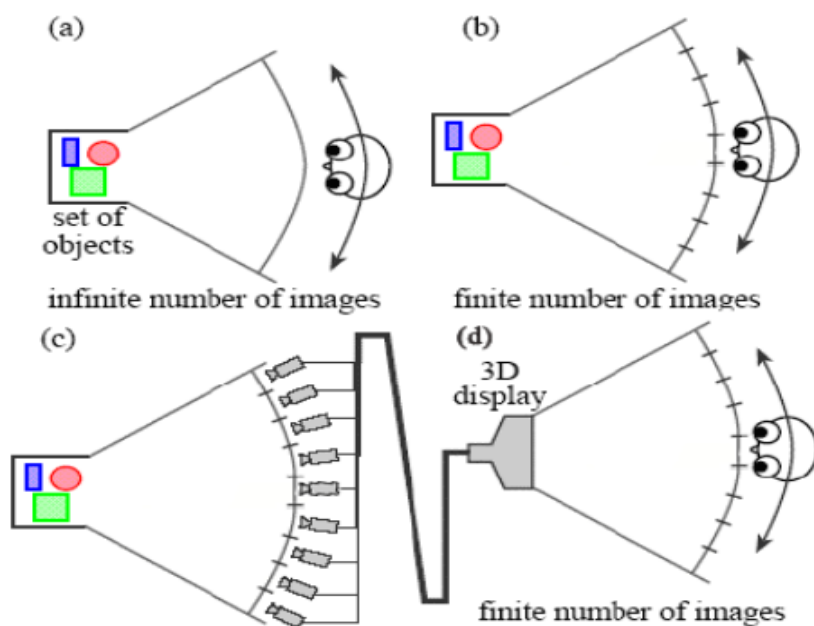 (a)
(b)
set of
objects
infinite number of images
finite number of images
(c)
(d)
3D
display
finite number of images